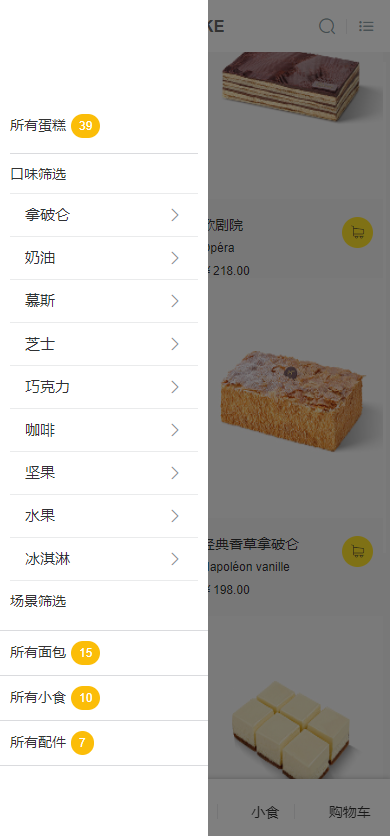 KE
所有蛋糕 39
口味筛选
拿破仑
奶油
慕斯
芝士
巧克力
咖啡
坚果
水果
冰淇淋
场景筛选
所有面包 15
所有小食 10
所有配件 7
歌剧院
Opéra
¥ 218.00
经典香草拿破仑
Napoléon vanille
¥ 198.00
小食
购物车